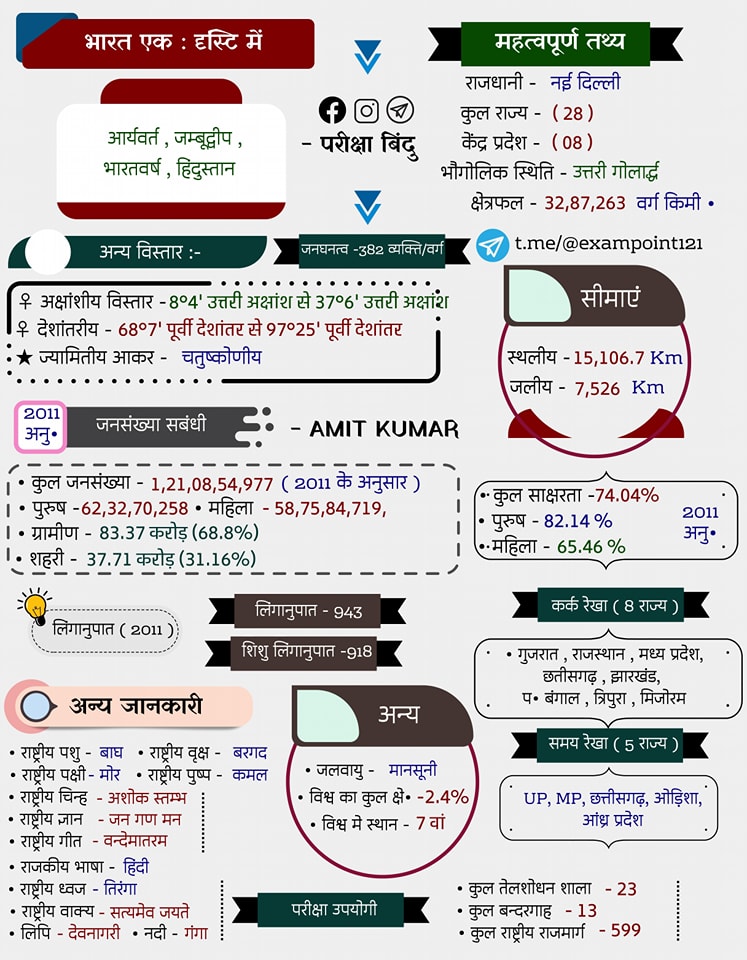 भारत एक : दृस्टि में
महत्वपूर्ण तथ्य
आर्यवर्त , जम्बूद्वीप ,
भारतवर्ष , हिंदुस्तान
- परीक्षा बिंदु
राजधानी - नई दिल्ली
कुल राज्य - ( 28 )
केंद्र प्रदेश - ( 08 )
भौगोलिक स्थिति - उत्तरी गोलार्द्ध
क्षेत्रफल - 32,87,263 वर्ग किमी •
अन्य विस्तार :-
जनघनत्व -382 व्यक्ति/वर्ग
t.me/@exampoint121
♀ अक्षांशीय विस्तार - 8°4' उत्तरी अक्षांश से 37°6' उत्तरी अक्षांश
♀ देशांतरीय - 68°7' पूर्वी देशांतर से 97°25' पूर्वी देशांतर
★ ज्यामितीय आकर - चतुष्कोणीय
सीमाएं
स्थलीय - 15,106.7 Km
जलीय - 7,526 Km
2011
अनु•
जनसंख्या सबंधी
- AMIT KUMAR
• कुल जनसंख्या - 1,21,08,54,977 ( 2011 के अनुसार )
• पुरुष -62,32,70,258 • महिला - 58,75,84,719,
• ग्रामीण - 83.37 करोड़ (68.8%)
• शहरी - 37.71 करोड़ (31.16%)
• कुल साक्षरता -74.04%
• पुरुष - 82.14 %
• महिला - 65.46 %
2011
अनु•
लिंगानुपात ( 2011 )
लिंगानुपात - 943
शिशु लिंगानुपात -918
कर्क रेखा ( 8 राज्य )
• गुजरात , राजस्थान , मध्य प्रदेश,
छतीसगढ़ , झारखंड,
प• बंगाल , त्रिपुरा , मिजोरम
अन्य जानकारी
• राष्ट्रीय पशु - बाघ • राष्ट्रीय वृक्ष - बरगद
• राष्ट्रीय पक्षी - मोर • राष्ट्रीय पुष्प - कमल
• राष्ट्रीय चिन्ह - अशोक स्तम्भ
• राष्ट्रीय ज्ञान - जन गण मन
• राष्ट्रीय गीत - वन्देमातरम
• राजकीय भाषा - हिंदी
• राष्ट्रीय ध्वज - तिरंगा
• राष्ट्रीय वाक्य - सत्यमेव जयते
• लिपि - देवनागरी • नदी - गंगा
अन्य
• जलवायु - मानसूनी
• विश्व का कुल क्षे• -2.4%
• विश्व मे स्थान - 7 वां
समय रेखा ( 5 राज्य )
UP, MP, छत्तीसगढ़, ओड़िशा,
आंध्र प्रदेश
परीक्षा उपयोगी
• कुल तेलशोधन शाला - 23
• कुल बन्दरगाह - 13
• कुल राष्ट्रीय राजमार्ग - 599